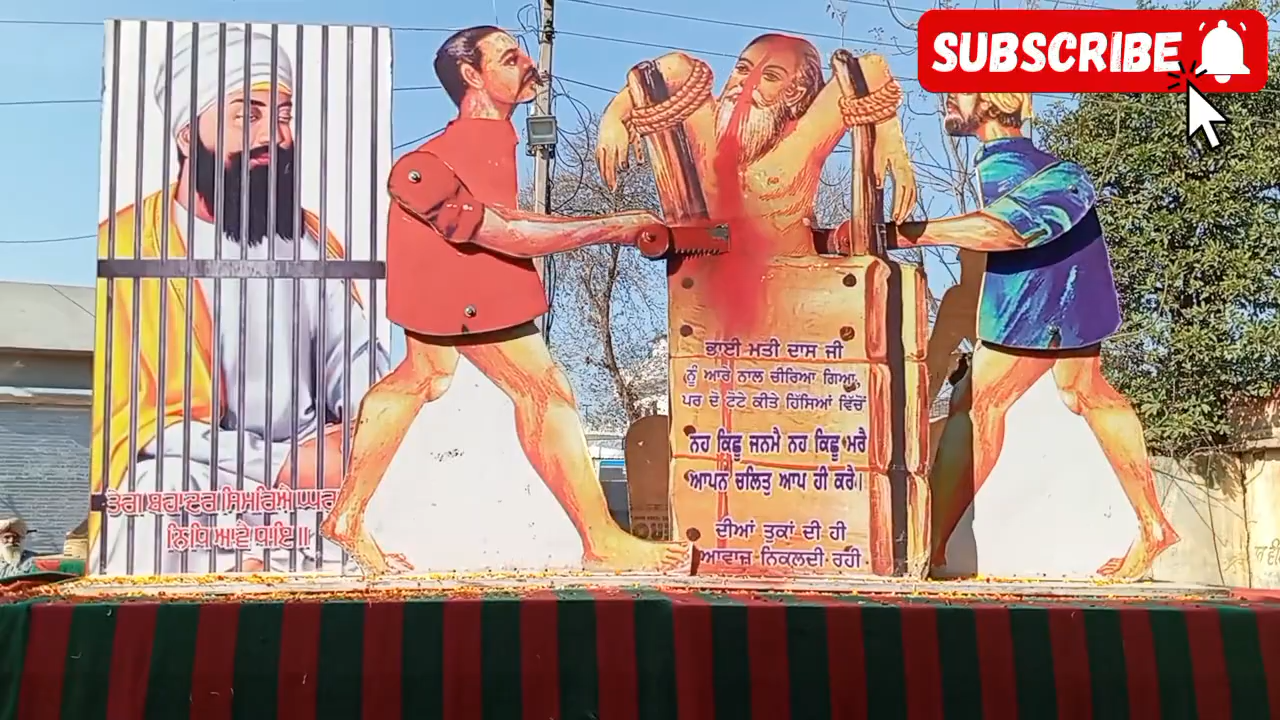 SUBSCRIBE
ਤੇਗ ਬਹਾਦਰ ਸਿਮਰਿਐ ਘਰ
ਨਿਧਿ ਆਵੈ ਧਾਇ॥
ਭਾਈ ਮਤੀ ਦਾਸ ਜੀ
ਨੂੰ ਆਰੇ ਨਾਲ ਚੀਰਿਆ ਗਿਆ,
ਪਰ ਦੋ ਟੋਟੇ ਕੀਤੇ ਹਿੱਸਿਆਂ ਵਿੱਚੋਂ
ਨਹ ਕਿਛੂ ਜਨਮੈ ਨਹ ਕਿਛੂ ਮਰੈ
ਆਪਨ ਚਲਿਤੁ ਆਪ ਹੀ ਕਰੈ।
ਦੀਆਂ ਤੁਕਾਂ ਦੀ ਹੀ
ਆਵਾਜ਼ ਨਿਕਲਦੀ ਰਹੀ